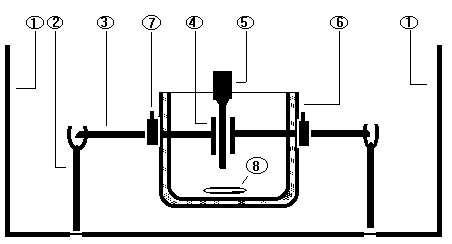 ① ② ③ ⑦ ④ ⑤ ⑥ ①
⑧